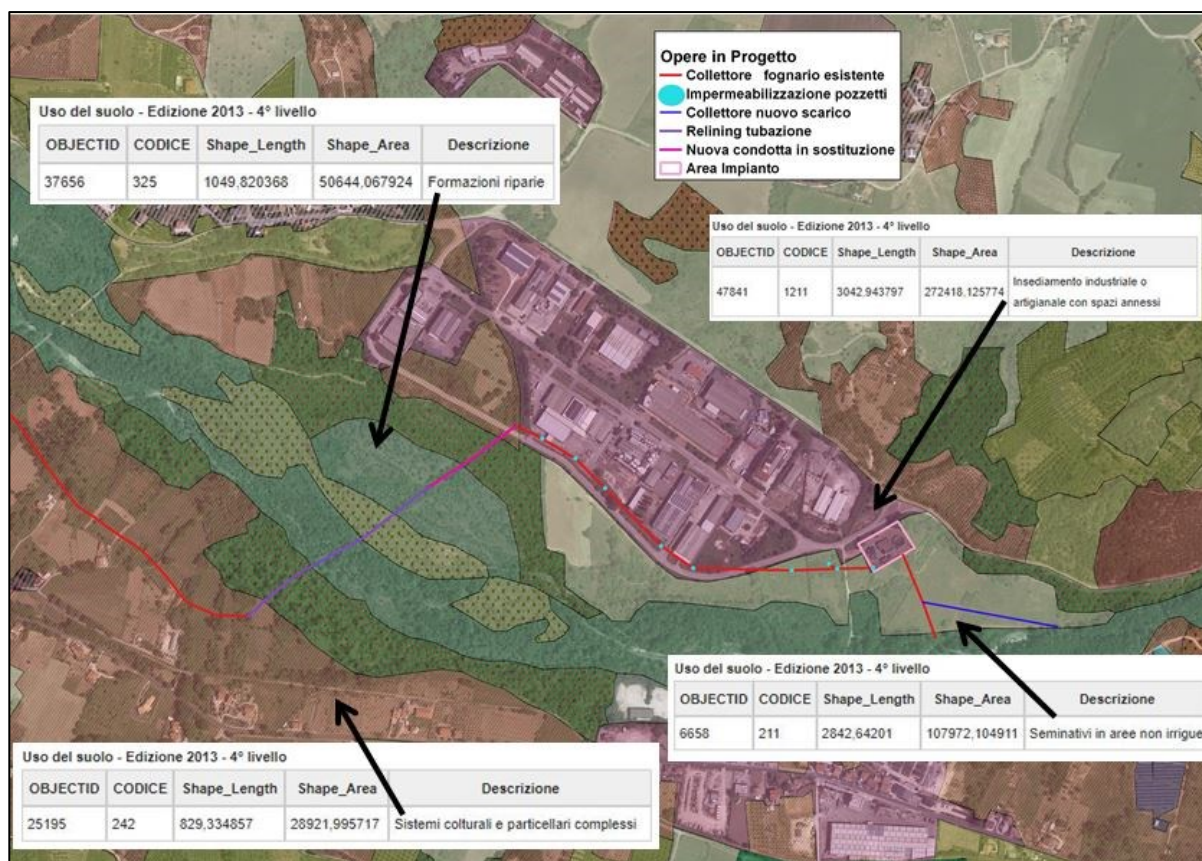 Opere in Progetto
Collettore fognario esistente
Impermeabilizzazione pozzetti
Collettore nuovo scarico
Relining tubazione
Nuova condotta in sostituzione
Area Impianto
Uso del suolo - Edizione 2013 - 4° livello
OBJECTID CODICE Shape_Length Shape_Area Descrizione
37656 325 1049,820368 50644,067924 Formazioni riparie
Uso del suolo - Edizione 2013 - 4° livello
OBJECTID CODICE Shape_Length Shape_Area Descrizione
47841 1211 3042,943797 272418,125774 Insediamento industriale o
artigianale con spazi annessi
Uso del suolo - Edizione 2013 - 4° livello
OBJECTID CODICE Shape_Length Shape_Area Descrizione
6658 211 2842,64201 107972,104911 Seminativi in aree non irrigue
Uso del suolo - Edizione 2013 - 4° livello
OBJECTID CODICE Shape_Length Shape_Area Descrizione
25195 242 829,334857 28921,995717 Sistemi colturali e particellari complessi